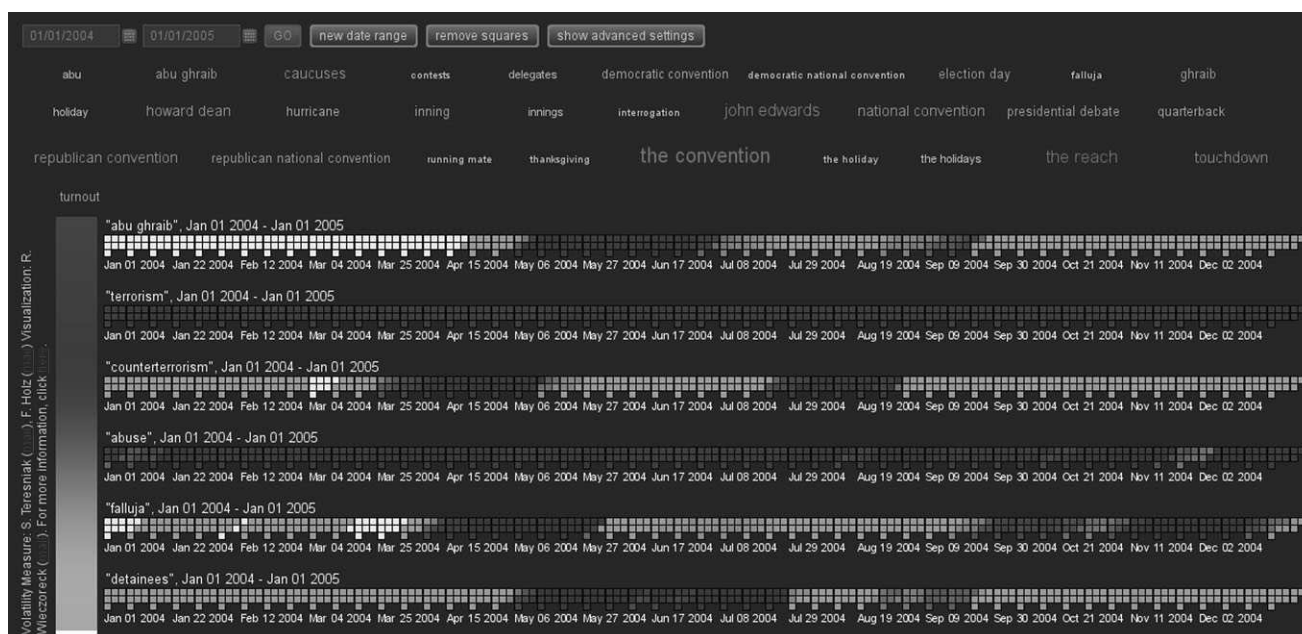 01/01/2004 01/01/2005 GO new date range remove squares show advanced settings
abu abu ghraib caucuses contests delegates democratic convention democratic national convention election day falluja ghraib
holiday howard dean hurricane inning innings interrogation john edwards national convention presidential debate quarterback
republican convention republican national convention running mate thanksgiving the convention the holiday the holidays the reach touchdown
turnout
"abu ghraib", Jan 01 2004 - Jan 01 2005
Jan 01 2004 Jan 22 2004 Feb 12 2004 Mar 04 2004 Mar 25 2004 Apr 15 2004 May 06 2004 May 27 2004 Jun 17 2004 Jul 08 2004 Jul 29 2004 Aug 19 2004 Sep 09 2004 Sep 30 2004 Oct 21 2004 Nov 11 2004 Dec 02 2004
"terrorism", Jan 01 2004 - Jan 01 2005
Jan 01 2004 Jan 22 2004 Feb 12 2004 Mar 04 2004 Mar 25 2004 Apr 15 2004 May 06 2004 May 27 2004 Jun 17 2004 Jul 08 2004 Jul 29 2004 Aug 19 2004 Sep 09 2004 Sep 30 2004 Oct 21 2004 Nov 11 2004 Dec 02 2004
"counterterrorism", Jan 01 2004 - Jan 01 2005
Jan 01 2004 Jan 22 2004 Feb 12 2004 Mar 04 2004 Mar 25 2004 Apr 15 2004 May 06 2004 May 27 2004 Jun 17 2004 Jul 08 2004 Jul 29 2004 Aug 19 2004 Sep 09 2004 Sep 30 2004 Oct 21 2004 Nov 11 2004 Dec 02 2004
"abuse", Jan 01 2004 - Jan 01 2005
Jan 01 2004 Jan 22 2004 Feb 12 2004 Mar 04 2004 Mar 25 2004 Apr 15 2004 May 06 2004 May 27 2004 Jun 17 2004 Jul 08 2004 Jul 29 2004 Aug 19 2004 Sep 09 2004 Sep 30 2004 Oct 21 2004 Nov 11 2004 Dec 02 2004
"falluja", Jan 01 2004 - Jan 01 2005
Jan 01 2004 Jan 22 2004 Feb 12 2004 Mar 04 2004 Mar 25 2004 Apr 15 2004 May 06 2004 May 27 2004 Jun 17 2004 Jul 08 2004 Jul 29 2004 Aug 19 2004 Sep 09 2004 Sep 30 2004 Oct 21 2004 Nov 11 2004 Dec 02 2004
"detainees", Jan 01 2004 - Jan 01 2005
Jan 01 2004 Jan 22 2004 Feb 12 2004 Mar 04 2004 Mar 25 2004 Apr 15 2004 May 06 2004 May 27 2004 Jun 17 2004 Jul 08 2004 Jul 29 2004 Aug 19 2004 Sep 09 2004 Sep 30 2004 Oct 21 2004 Nov 11 2004 Dec 02 2004
Volatility Measure: S. Teresniak ( ), F. Holz ( ) Visualization: R.
Wieczoreck ( ). For more information, click .